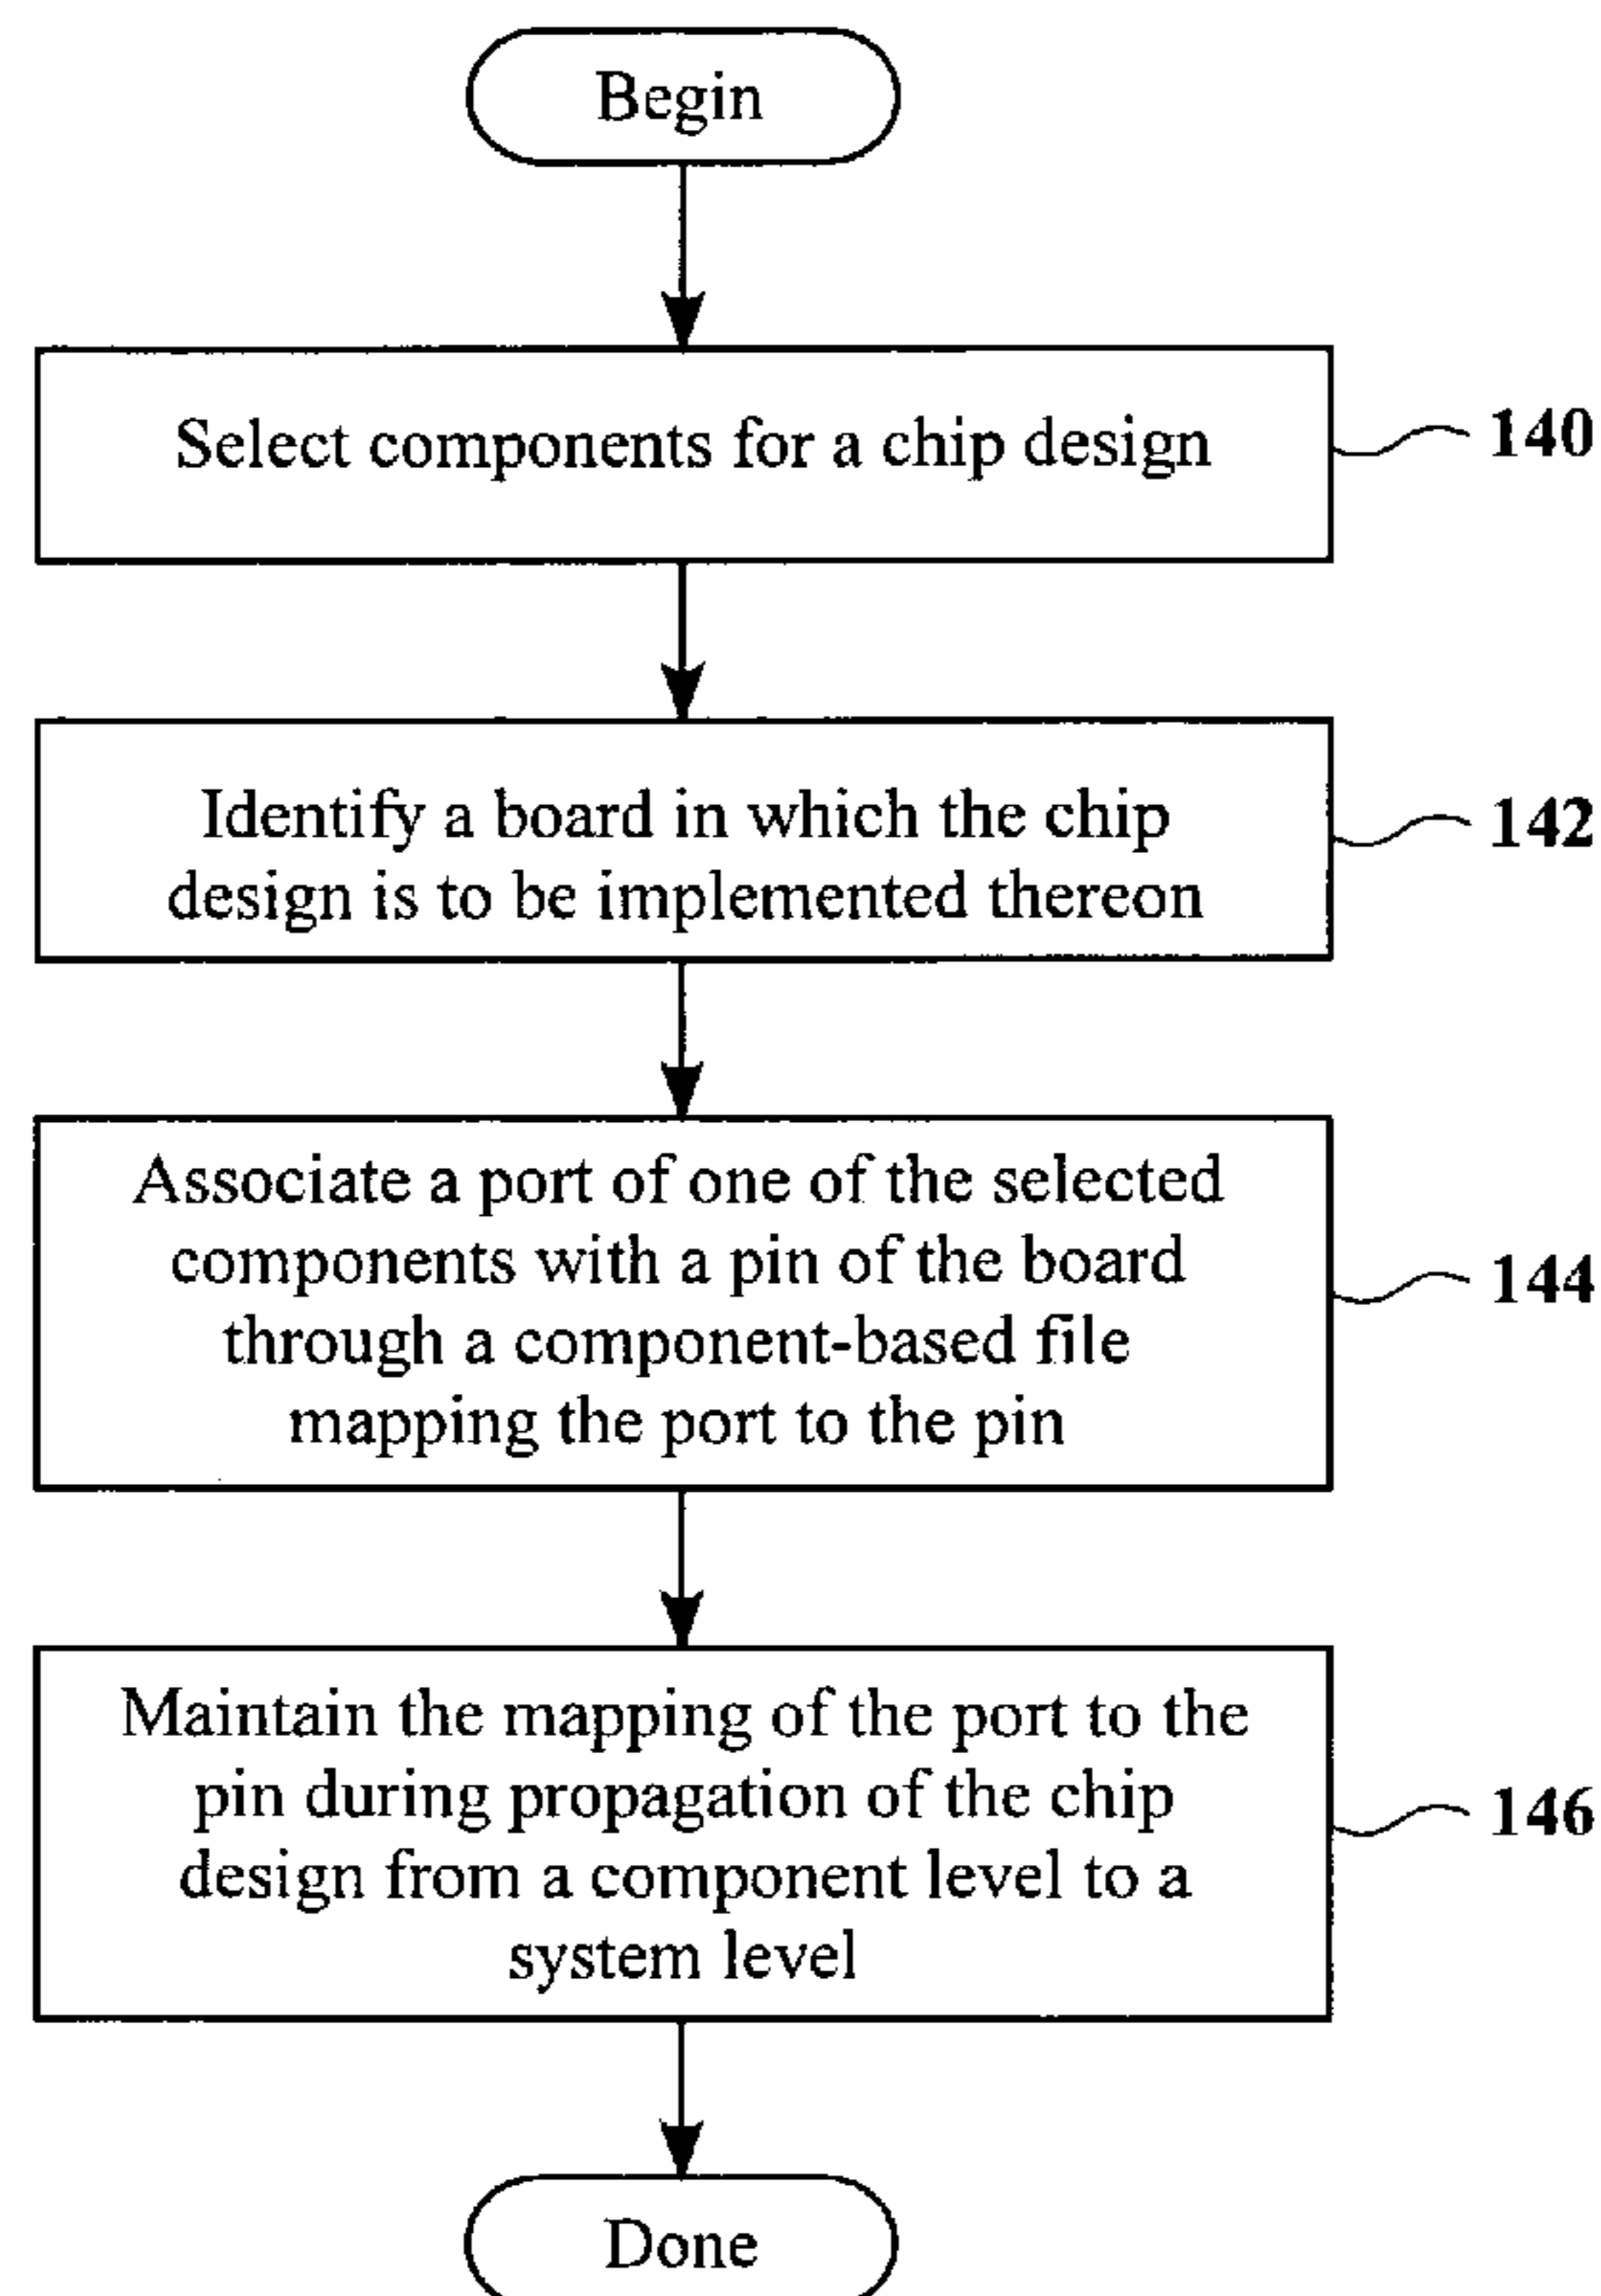 Begin
Select components for a chip design
140
Identify a board in which the chip
design is to be implemented thereon
142
Associate a port of one of the selected
components with a pin of the board
through a component-based file
mapping the port to the pin
144
Maintain the mapping of the port to the
pin during propagation of the chip
design from a component level to a
system level
146
Done